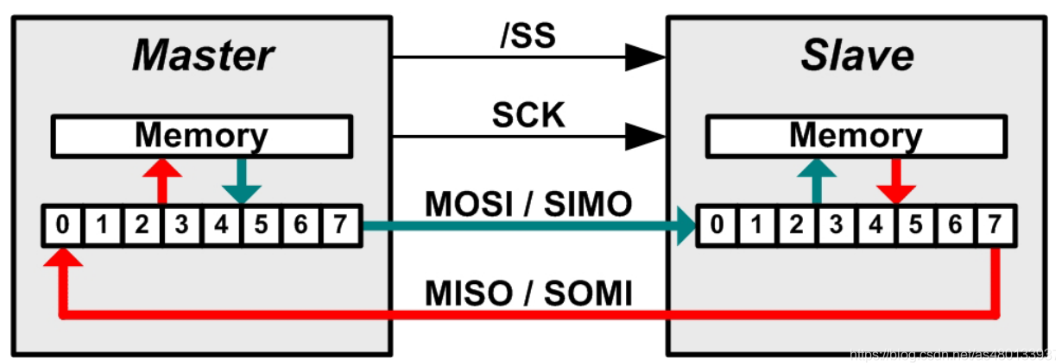 Master
/SS
Slave
SCK
Memory
Memory
MOSI / SIMO
0 1 2 3 4 5 6 7
0 1 2 3 4 5 6 7
MISO / SOMI